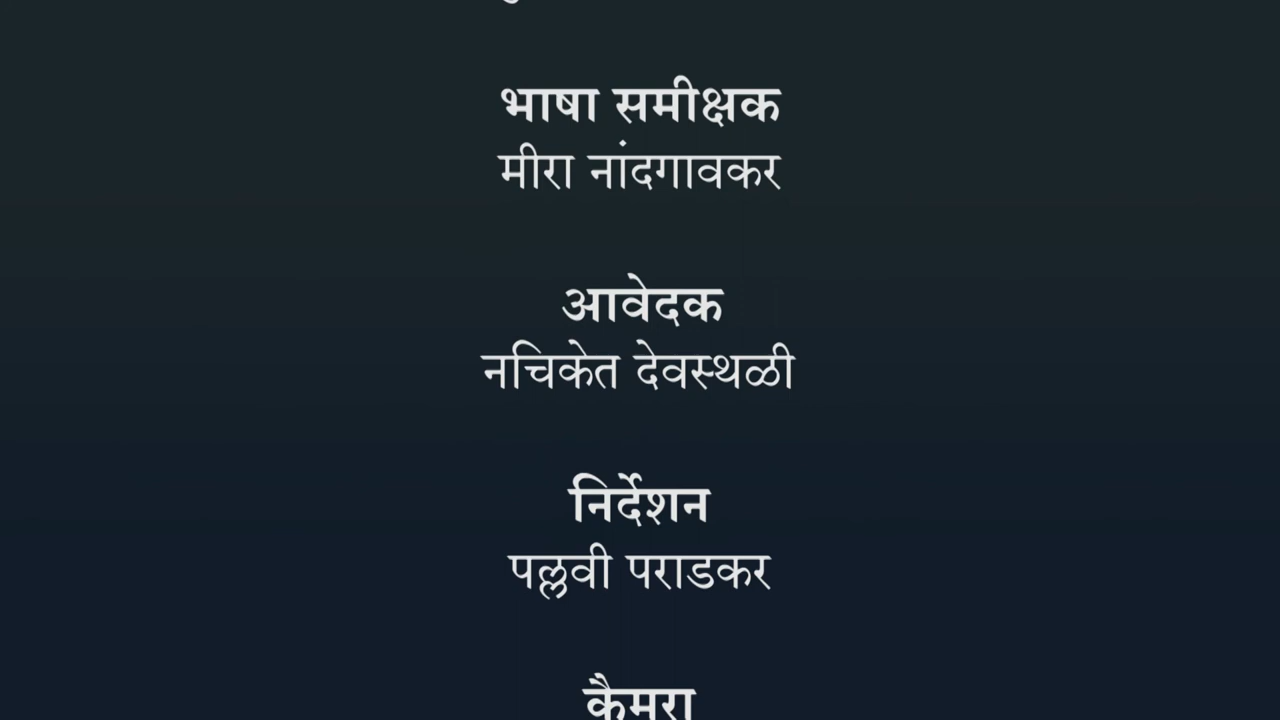 भाषा समीक्षक
मीरा नांदगावकर
आवेदक
नचिकेत देवस्थळी
निर्देशन
पल्लवी पराडकर
कैमरा